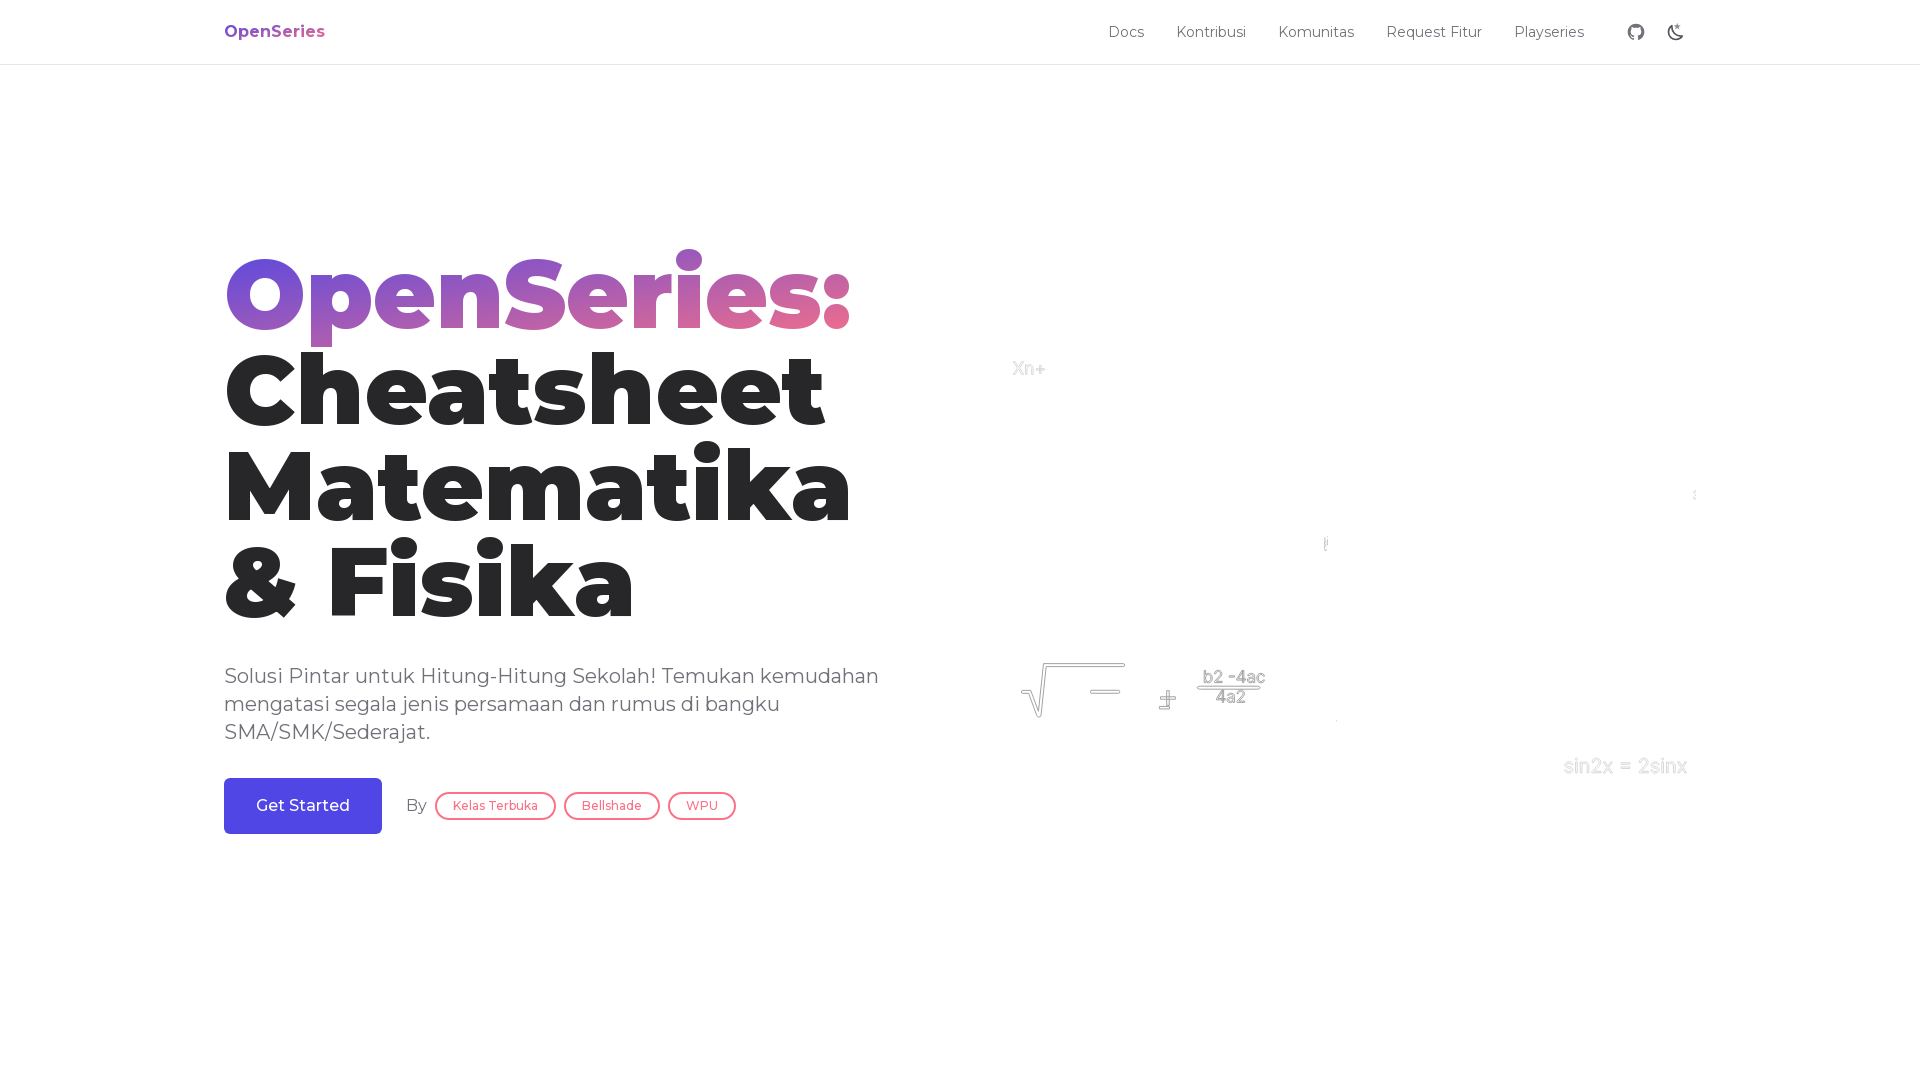 OpenSeries
Docs
Kontribusi
Komunitas
Request Fitur
Playseries
OpenSeries:
Cheatsheet
Matematika
& Fisika
Solusi Pintar untuk Hitung-Hitung Sekolah! Temukan kemudahan
mengatasi segala jenis persamaan dan rumus di bangku
SMA/SMK/Sederajat.
Get Started
By
Kelas Terbuka
Bellshade
WPU
Xn+
√ ±
b2 -4ac
4a2
sin2x = 2sinx